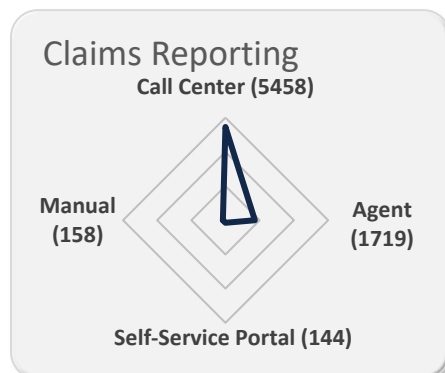 Claims Reporting
Call Center (5458)
Manual
(158)
Agent
(1719)
Self-Service Portal (144)